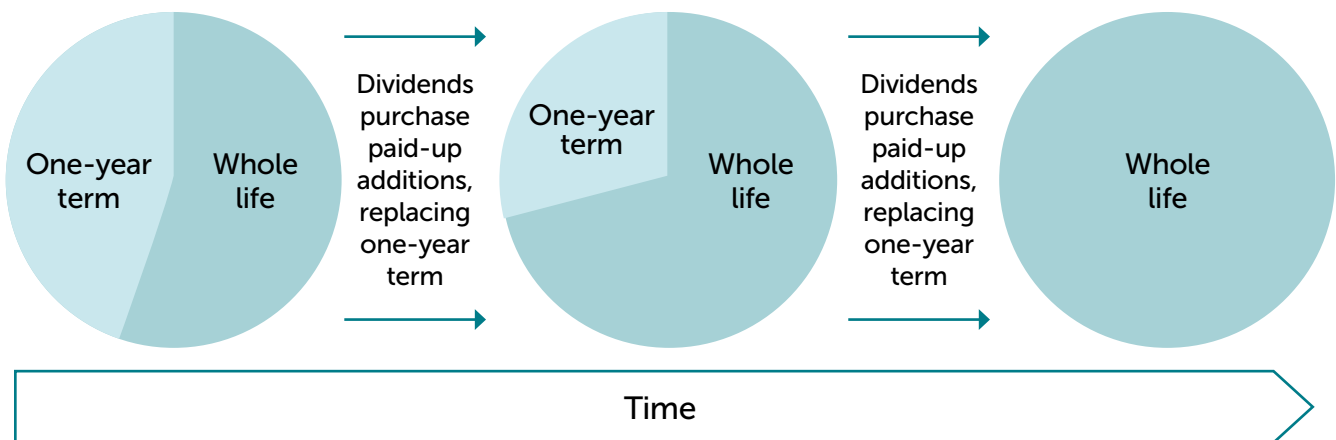 One-year
term
Whole
life
Dividends
purchase
paid-up
additions,
replacing
one-year
term
One-year
term
Whole
life
Dividends
purchase
paid-up
additions,
replacing
one-year
term
Whole
life
Time